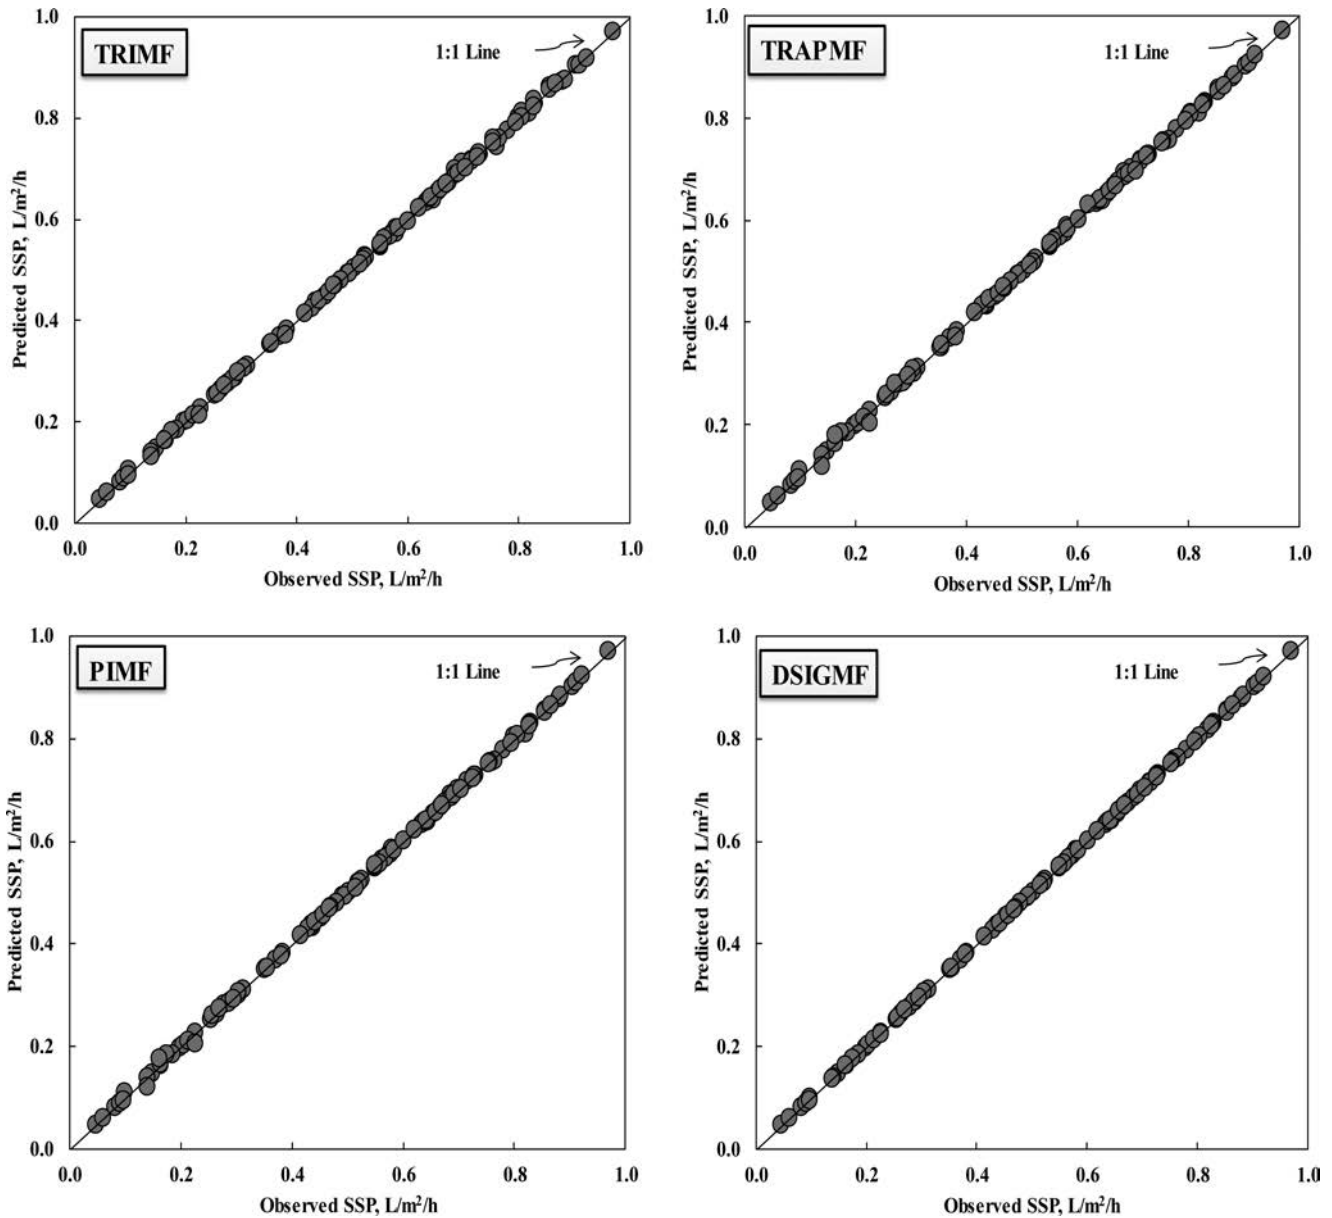 TRIMF
1:1 Line
Predicted SSP, L/m²/h
1.0
0.8
0.6
0.4
0.2
0.0
0.0 0.2 0.4 0.6 0.8 1.0
Observed SSP, L/m²/h
TRAPMF
1:1 Line
Predicted SSP, L/m²/h
1.0
0.8
0.6
0.4
0.2
0.0
0.0 0.2 0.4 0.6 0.8 1.0
Observed SSP, L/m²/h
PIMF
1:1 Line
Predicted SSP, L/m²/h
1.0
0.8
0.6
0.4
0.2
0.0
0.0 0.2 0.4 0.6 0.8 1.0
Observed SSP, L/m²/h
DSIGMF
1:1 Line
Predicted SSP, L/m²/h
1.0
0.8
0.6
0.4
0.2
0.0
0.0 0.2 0.4 0.6 0.8 1.0
Observed SSP, L/m²/h